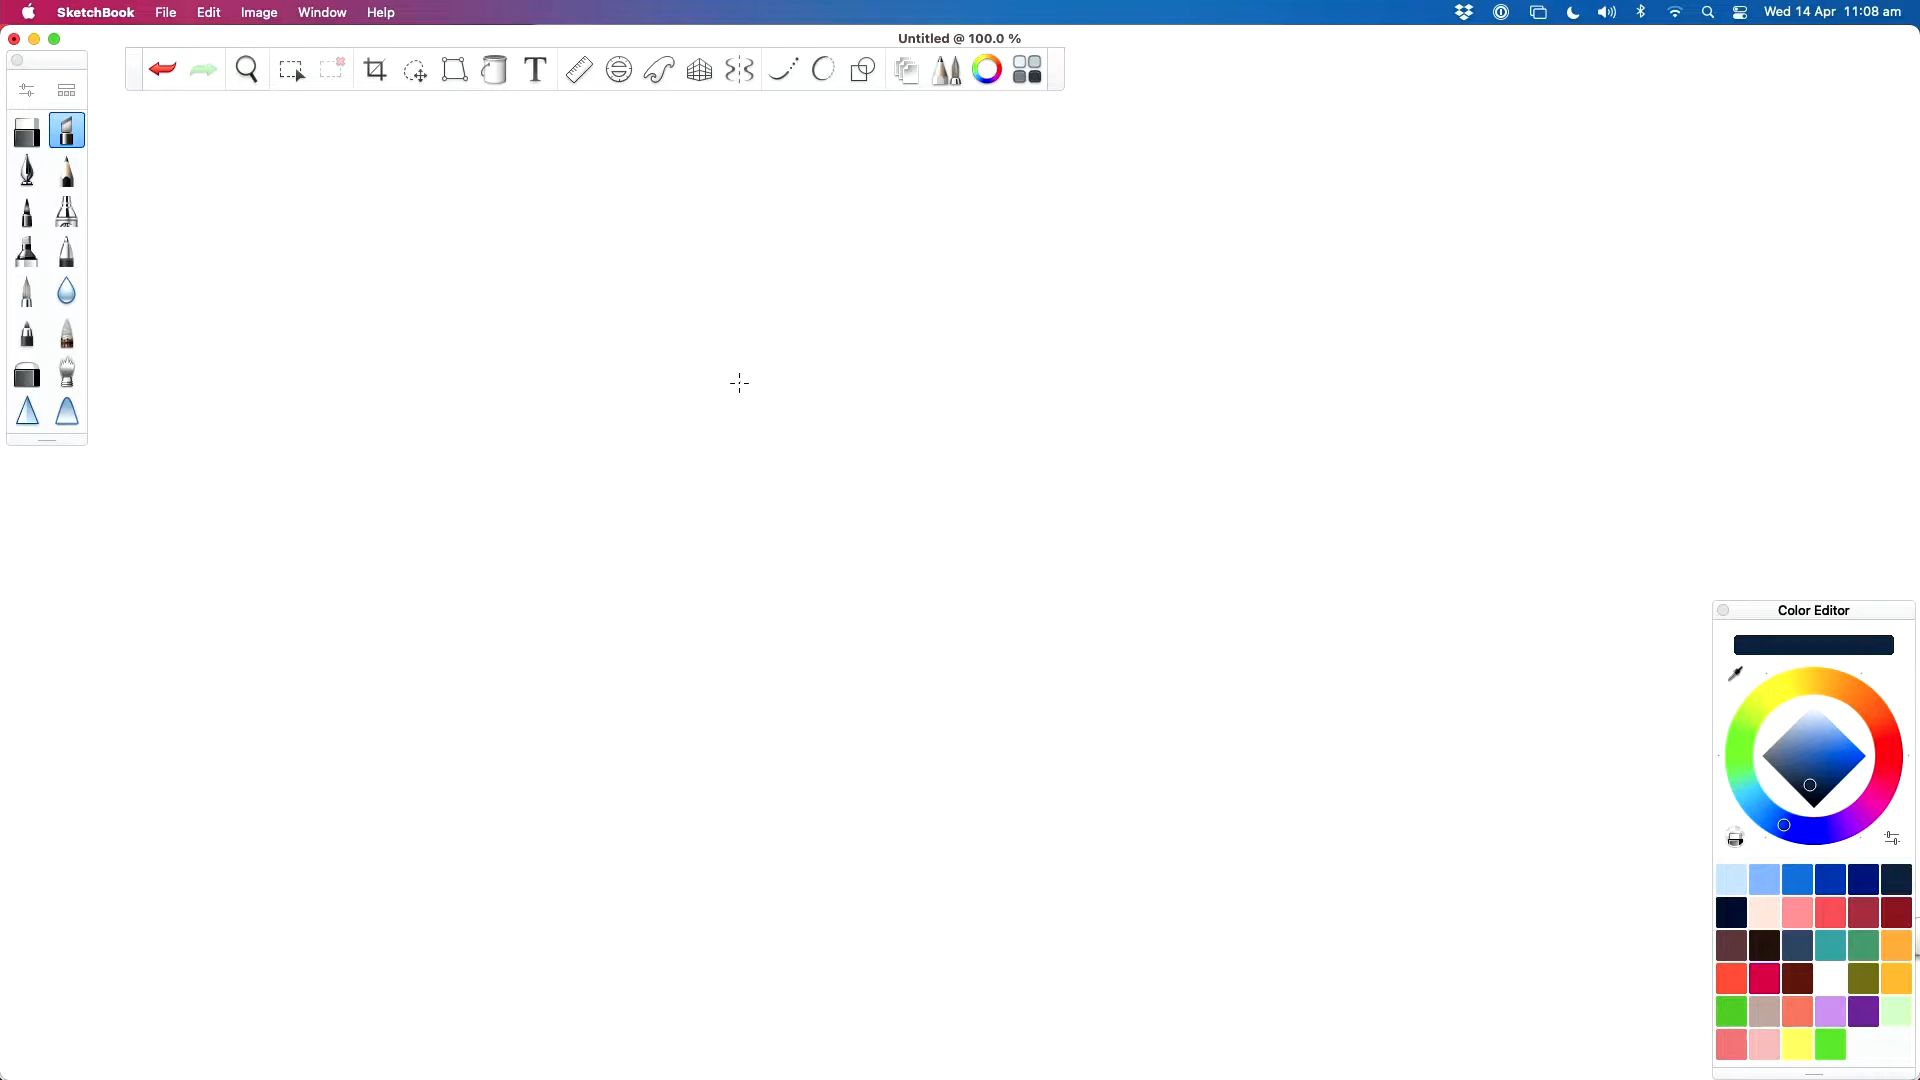 SketchBook File Edit Image Window Help Wed 14 Apr 11:08 am
Untitled @ 100.0 %
T
Color Editor